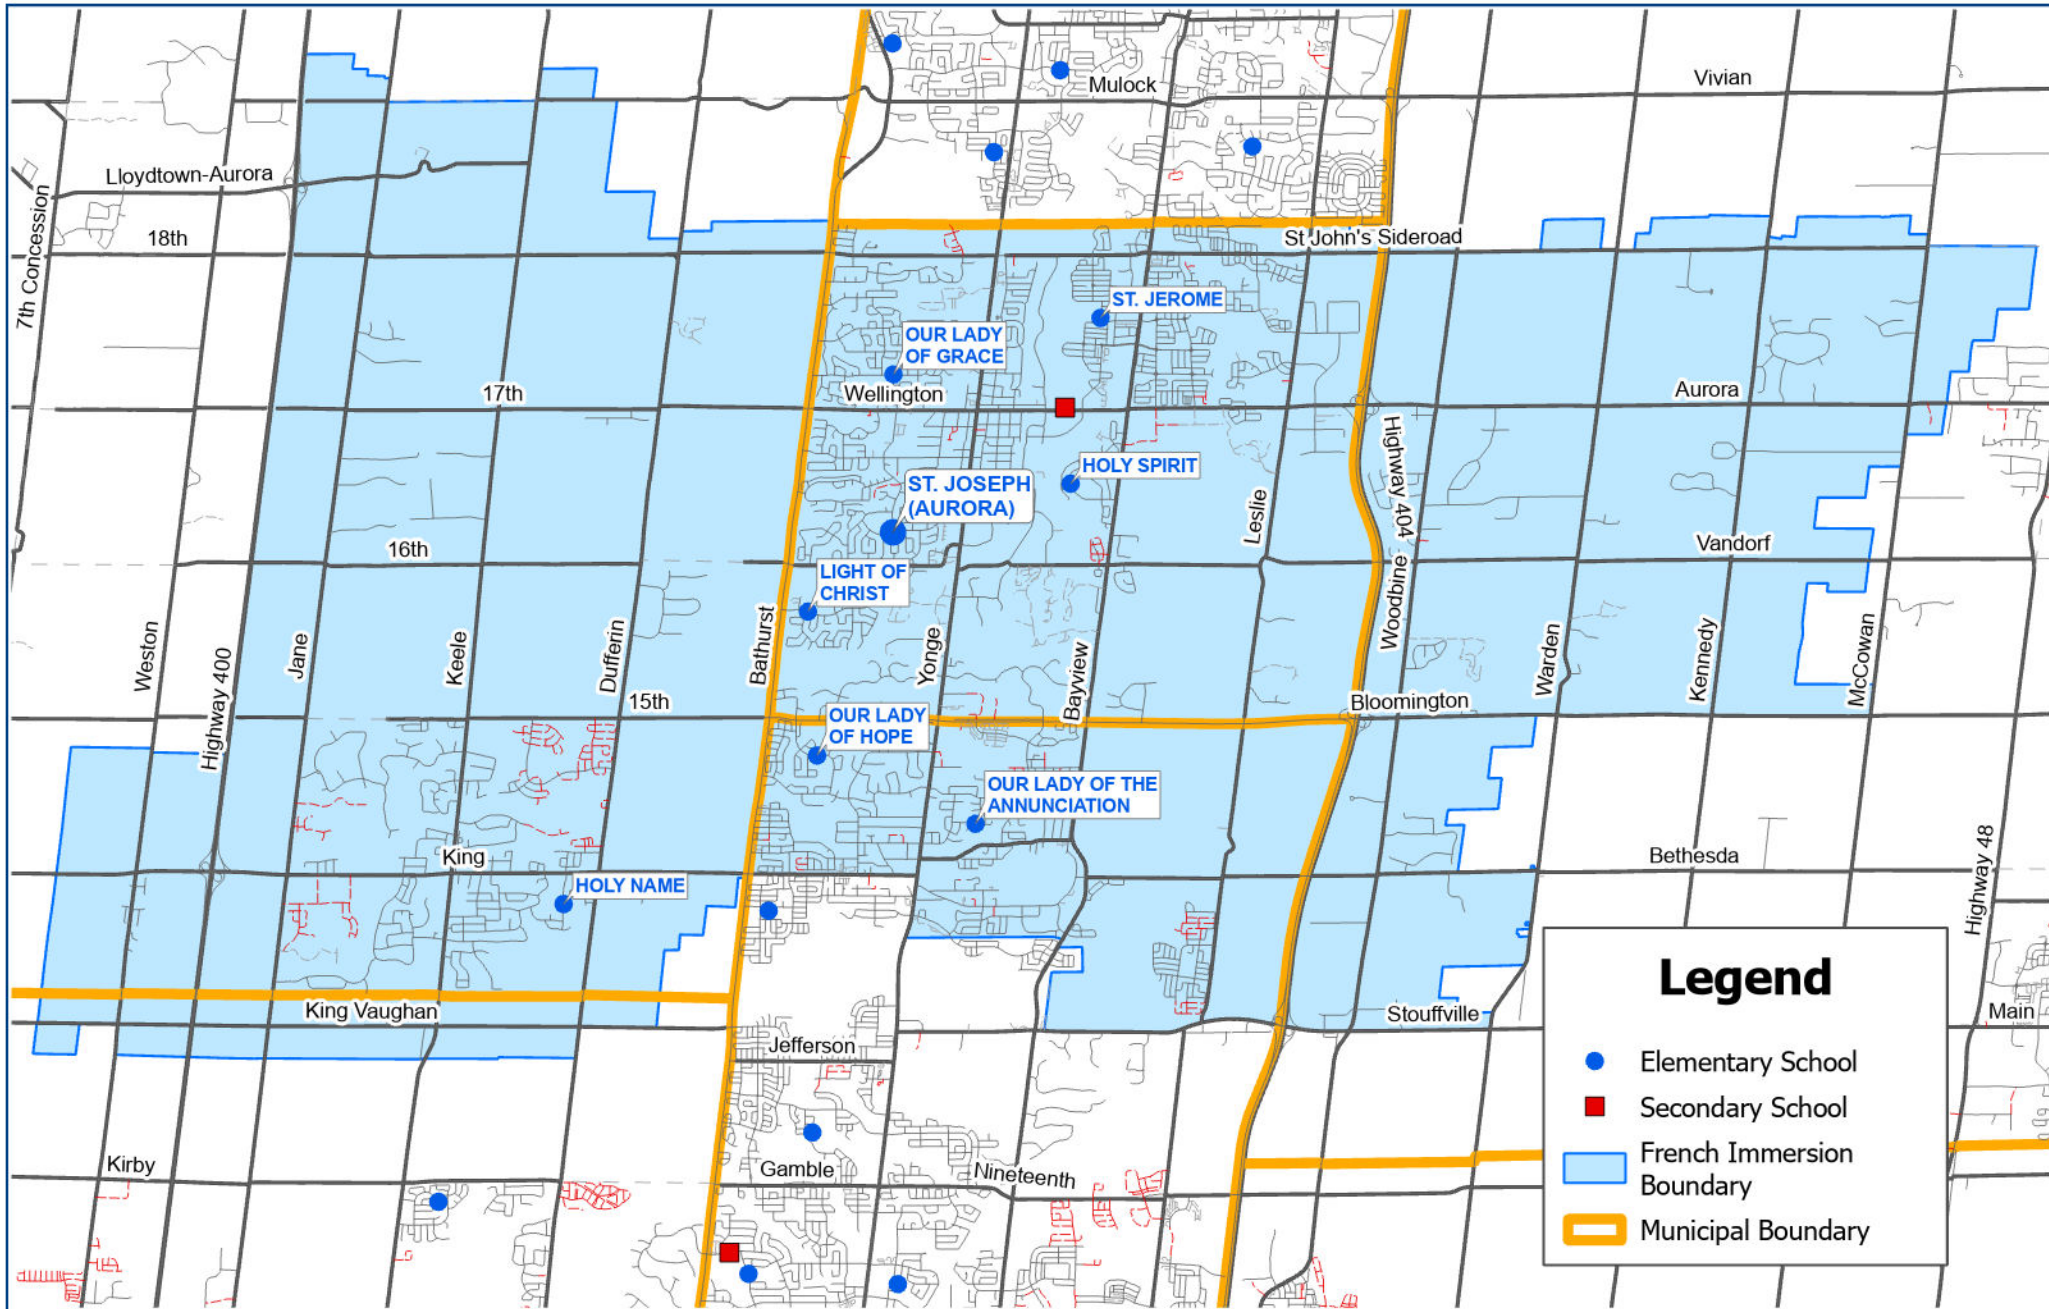 Mulock
Vivian
Lloydtown-Aurora
7th Concession
18th
St John's Sideroad
ST. JEROME
OUR LADY
OF GRACE
17th
Wellington
Aurora
Highway 404
HOLY SPIRIT
ST. JOSEPH
(AURORA)
Leslie
16th
Vandorf
LIGHT OF
CHRIST
Woodbine
Weston
Highway 400
Jane
Keele
Dufferin
Bathurst
Yonge
Bayview
Warden
Kennedy
McCowan
15th
Bloomington
OUR LADY
OF HOPE
OUR LADY OF THE
ANNUNCIATION
King
Bethesda
Highway 48
HOLY NAME
King Vaughan
Stouffville
Main
Jefferson
Kirby
Gamble
Nineteenth
Legend
Elementary School
Secondary School
French Immersion
Boundary
Municipal Boundary